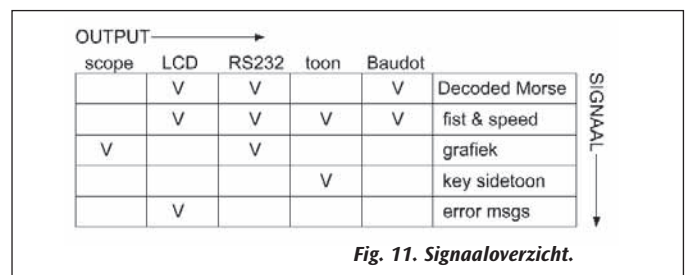 OUTPUT
scope LCD RS232 toon Baudot
V V V Decoded Morse
V V V V fist & speed
V V grafiek
V key sidetoon
V error msgs
SIGNAAL
Fig. 11. Signaaloverzicht.